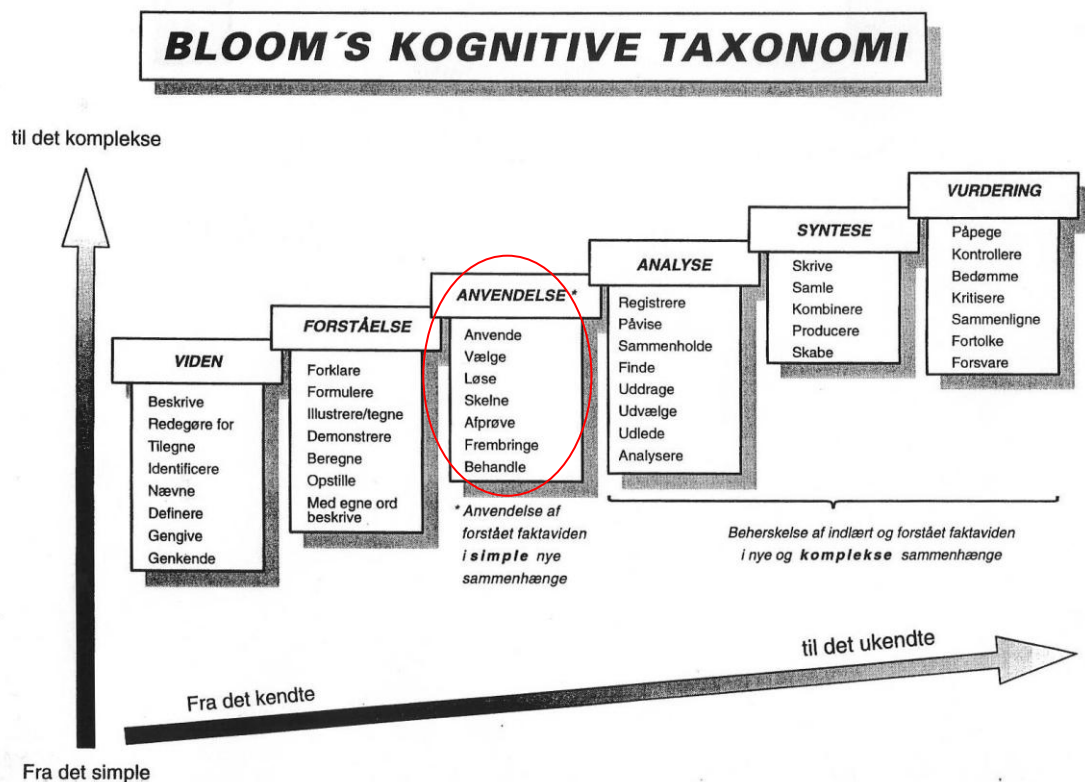 BLOOM´S KOGNITIVE TAXONOMI
til det komplekse
VIDEN
Beskrive
Redegøre for
Tilegne
Identificere
Nævne
Definere
Gengive
Genkende
FORSTÅELSE
Forklare
Formulere
Illustrere/tegne
Demonstrere
Beregne
Opstille
Med egne ord
beskrive
ANVENDELSE *
Anvende
Vælge
Løse
Skelne
Afprøve
Frembringe
Behandle
* Anvendelse af
forstået faktaviden
i simple nye
sammenhænge
ANALYSE
Registrere
Påvise
Sammenholde
Finde
Uddrage
Udvælge
Udlede
Analysere
SYNTESE
Skrive
Samle
Kombinere
Producere
Skabe
VURDERING
Påpege
Kontrollere
Bedømme
Kritisere
Sammenligne
Fortolke
Forsvare
Beherskelse af indlært og forstået faktaviden
i nye og komplekse sammenhænge
Fra det kendte
til det ukendte
Fra det simple